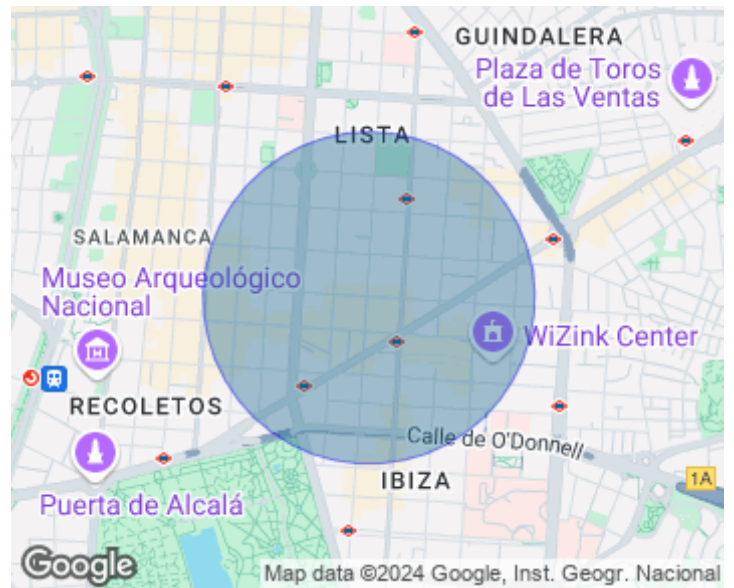 GUINDALERA
Plaza de Toros
de Las Ventas
LISTA
SALAMANCA
Museo Arqueológico
Nacional
WiZink Center
RECOLETOS
Calle de O'Donnell
IBIZA
1A
Puerta de Alcalá
Google
Map data ©2024 Google, Inst. Geogr. Nacional